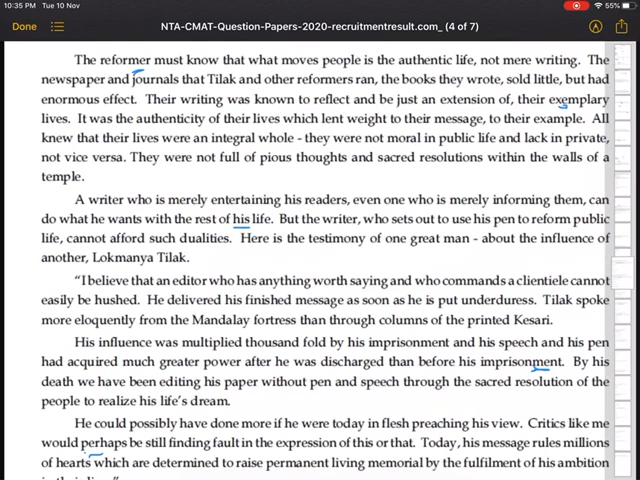 10:35 PM Tue 10 Nov
55%
Done
NTA-CMAT-Question-Papers-2020-recruitmentresult.com_ (4 of 7)
The reformer must know that what moves people is the authentic life, not mere writing. The
newspaper and journals that Tilak and other reformers ran, the books they wrote, sold little, but had
enormous effect. Their writing was known to reflect and be just an extension of, their exemplary
lives. It was the authenticity of their lives which lent weight to their message, to their example. All
knew that their lives were an integral whole - they were not moral in public life and lack in private,
not vice versa. They were not full of pious thoughts and sacred resolutions within the walls of a
temple.
A writer who is merely entertaining his readers, even one who is merely informing them, can
do what he wants with the rest of his life. But the writer, who sets out to use his pen to reform public
life, cannot afford such dualities. Here is the testimony of one great man - about the influence of
another, Lokmanya Tilak.
"I believe that an editor who has anything worth saying and who commands a clientiele cannot
easily be hushed. He delivered his finished message as soon as he is put underduress. Tilak spoke
more eloquently from the Mandalay fortress than through columns of the printed Kesari.
His influence was multiplied thousand fold by his imprisonment and his speech and his pen
had acquired much greater power after he was discharged than before his imprisonment. By his
death we have been editing his paper without pen and speech through the sacred resolution of the
people to realize his life's dream.
He could possibly have done more if he were today in flesh preaching his view. Critics like me
would perhaps be still finding fault in the expression of this or that. Today, his message rules millions
of hearts which are determined to raise permanent living memorial by the fulfilment of his ambition